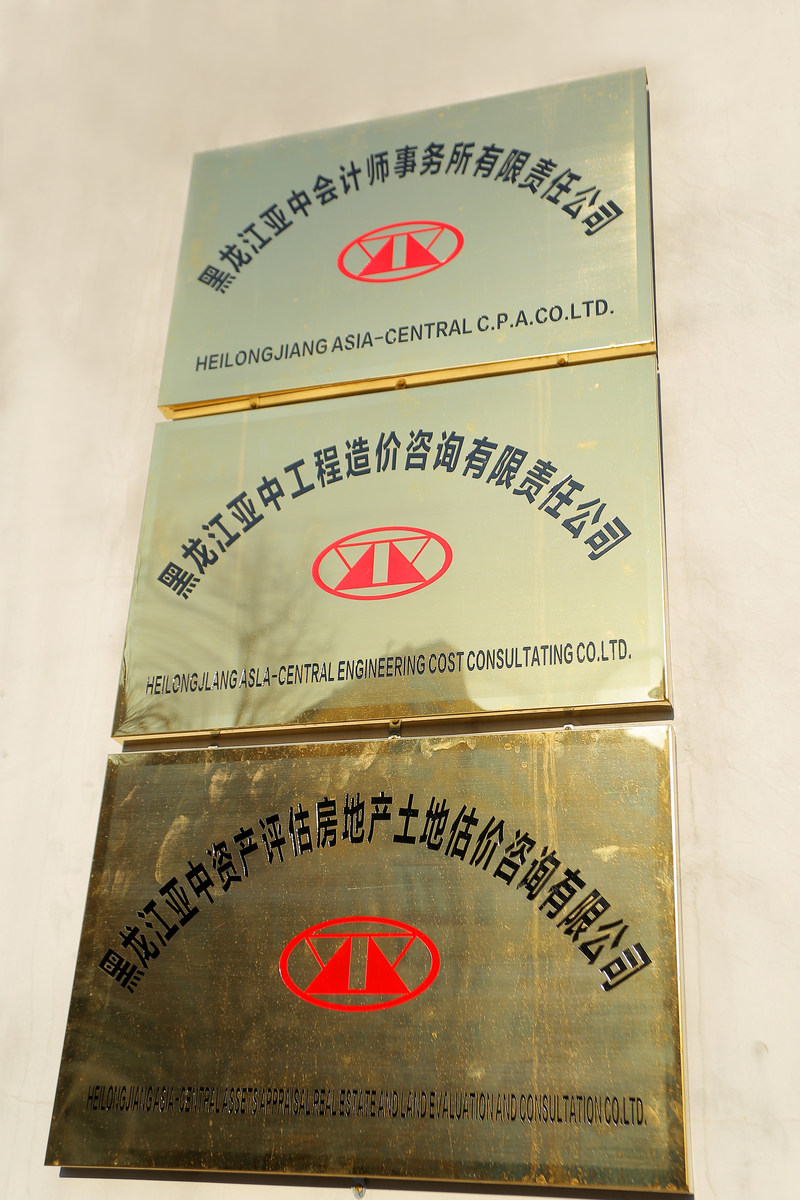 黑龙江亚中会计师事务所有限责任公司
HEILONGJIANG ASIA-CENTRAL C.P.A.CO.LTD.
黑龙江亚中工程造价咨询有限责任公司
HEILONGJLANG ASLA-CENTRAL ENGINEERING COST CONSULTATING CO.LTD.
黑龙江亚中资产评估房地产土地估价咨询有限公司
HEILONGJIANG ASIA-CENTRAL ASSETS APPRAISAL REAL ESTATE AND LAND EVALUATION AND CONSULTATION CO.LTD.